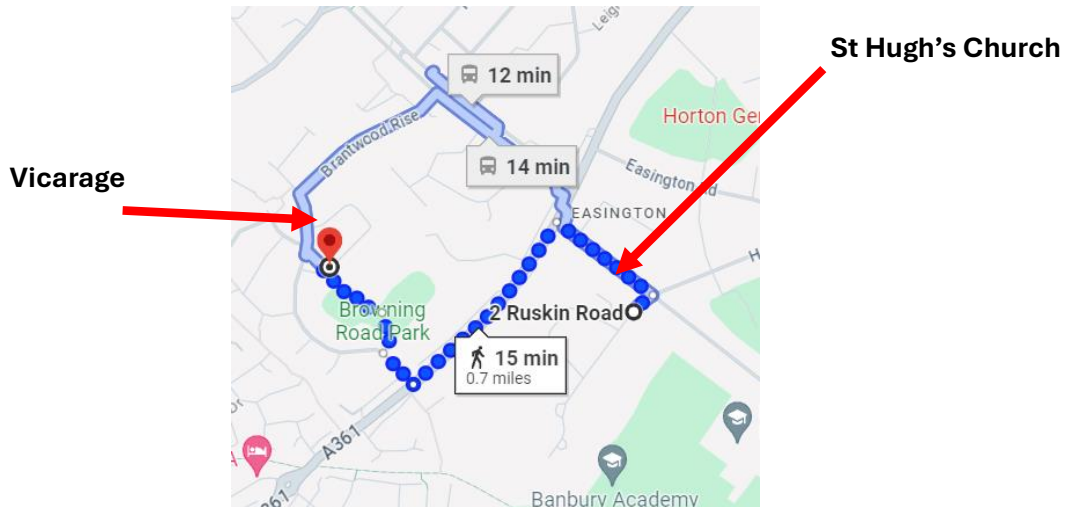 St Hugh’s Church
Vicarage
Leig
12 min
Horton Ge
Brantwood Rise
14 min
Easington Rd
EASINGTON
H
Browning
Road Park
2 Ruskin Road
15 min
0.7 miles
A361
Banbury Academy